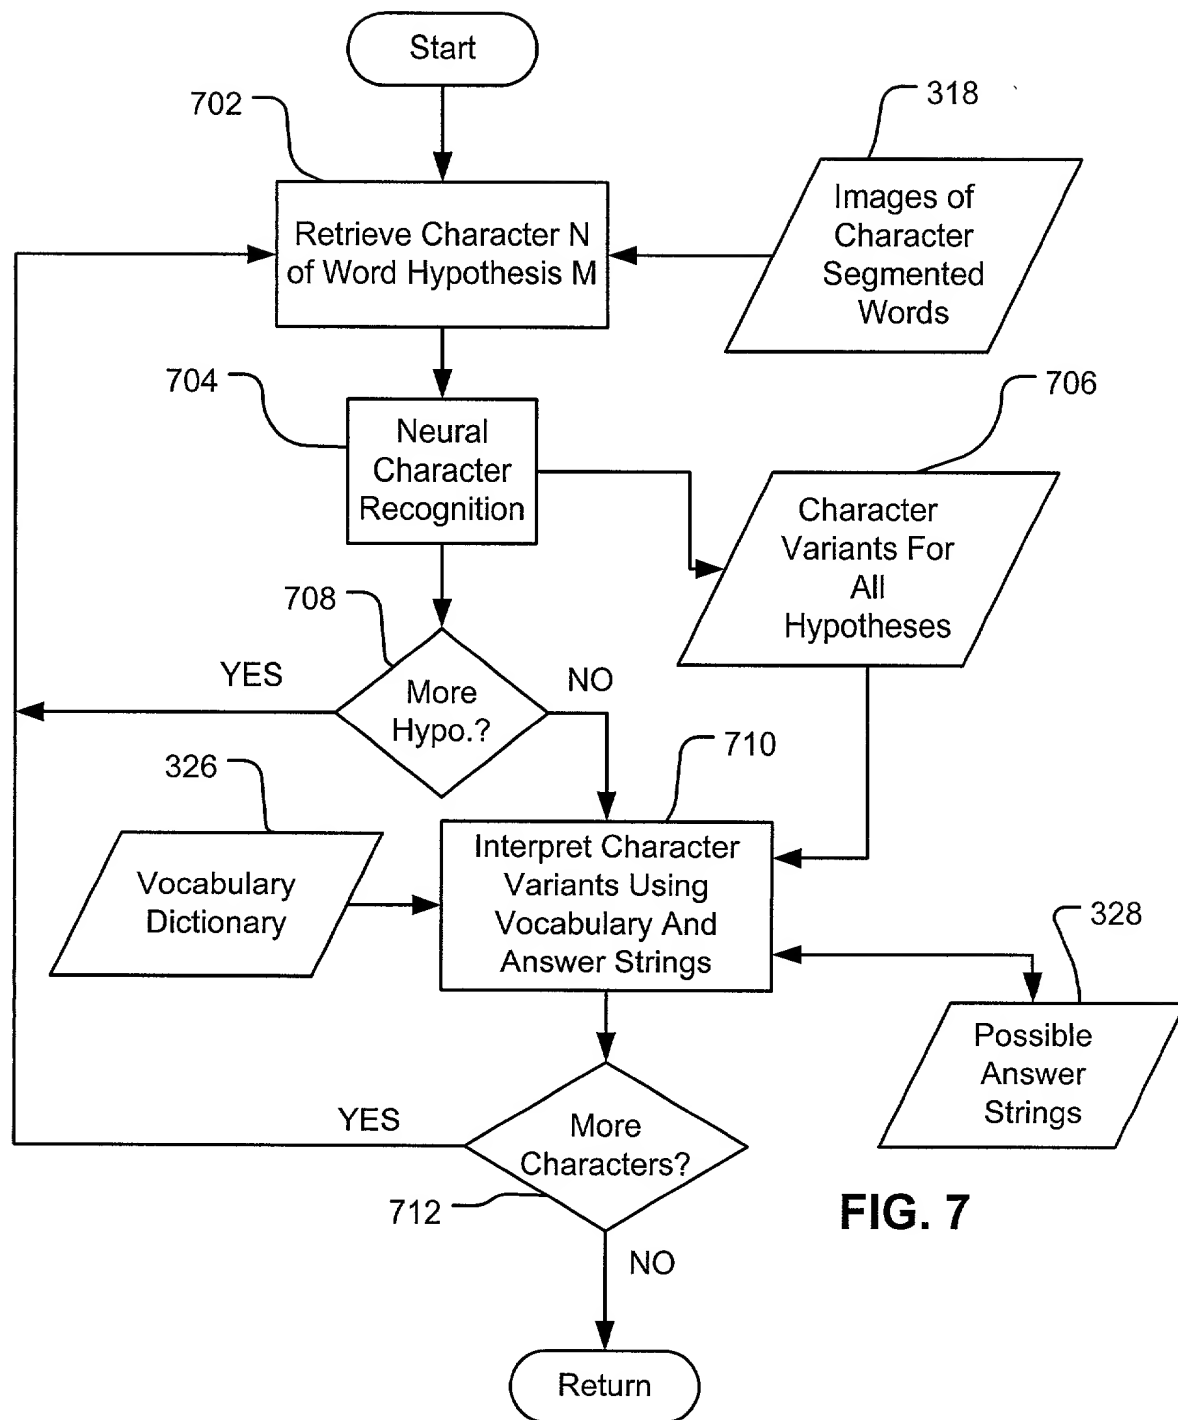 Start
702
318
Retrieve Character N
of Word Hypothesis M
Images of
Character
Segmented
Words
704
706
Neural
Character
Recognition
Character
Variants For
All
Hypotheses
708
YES
NO
More
Hypo.?
710
326
Vocabulary
Dictionary
Interpret Character
Variants Using
Vocabulary And
Answer Strings
328
Possible
Answer
Strings
YES
More
Characters?
712
FIG. 7
NO
Return